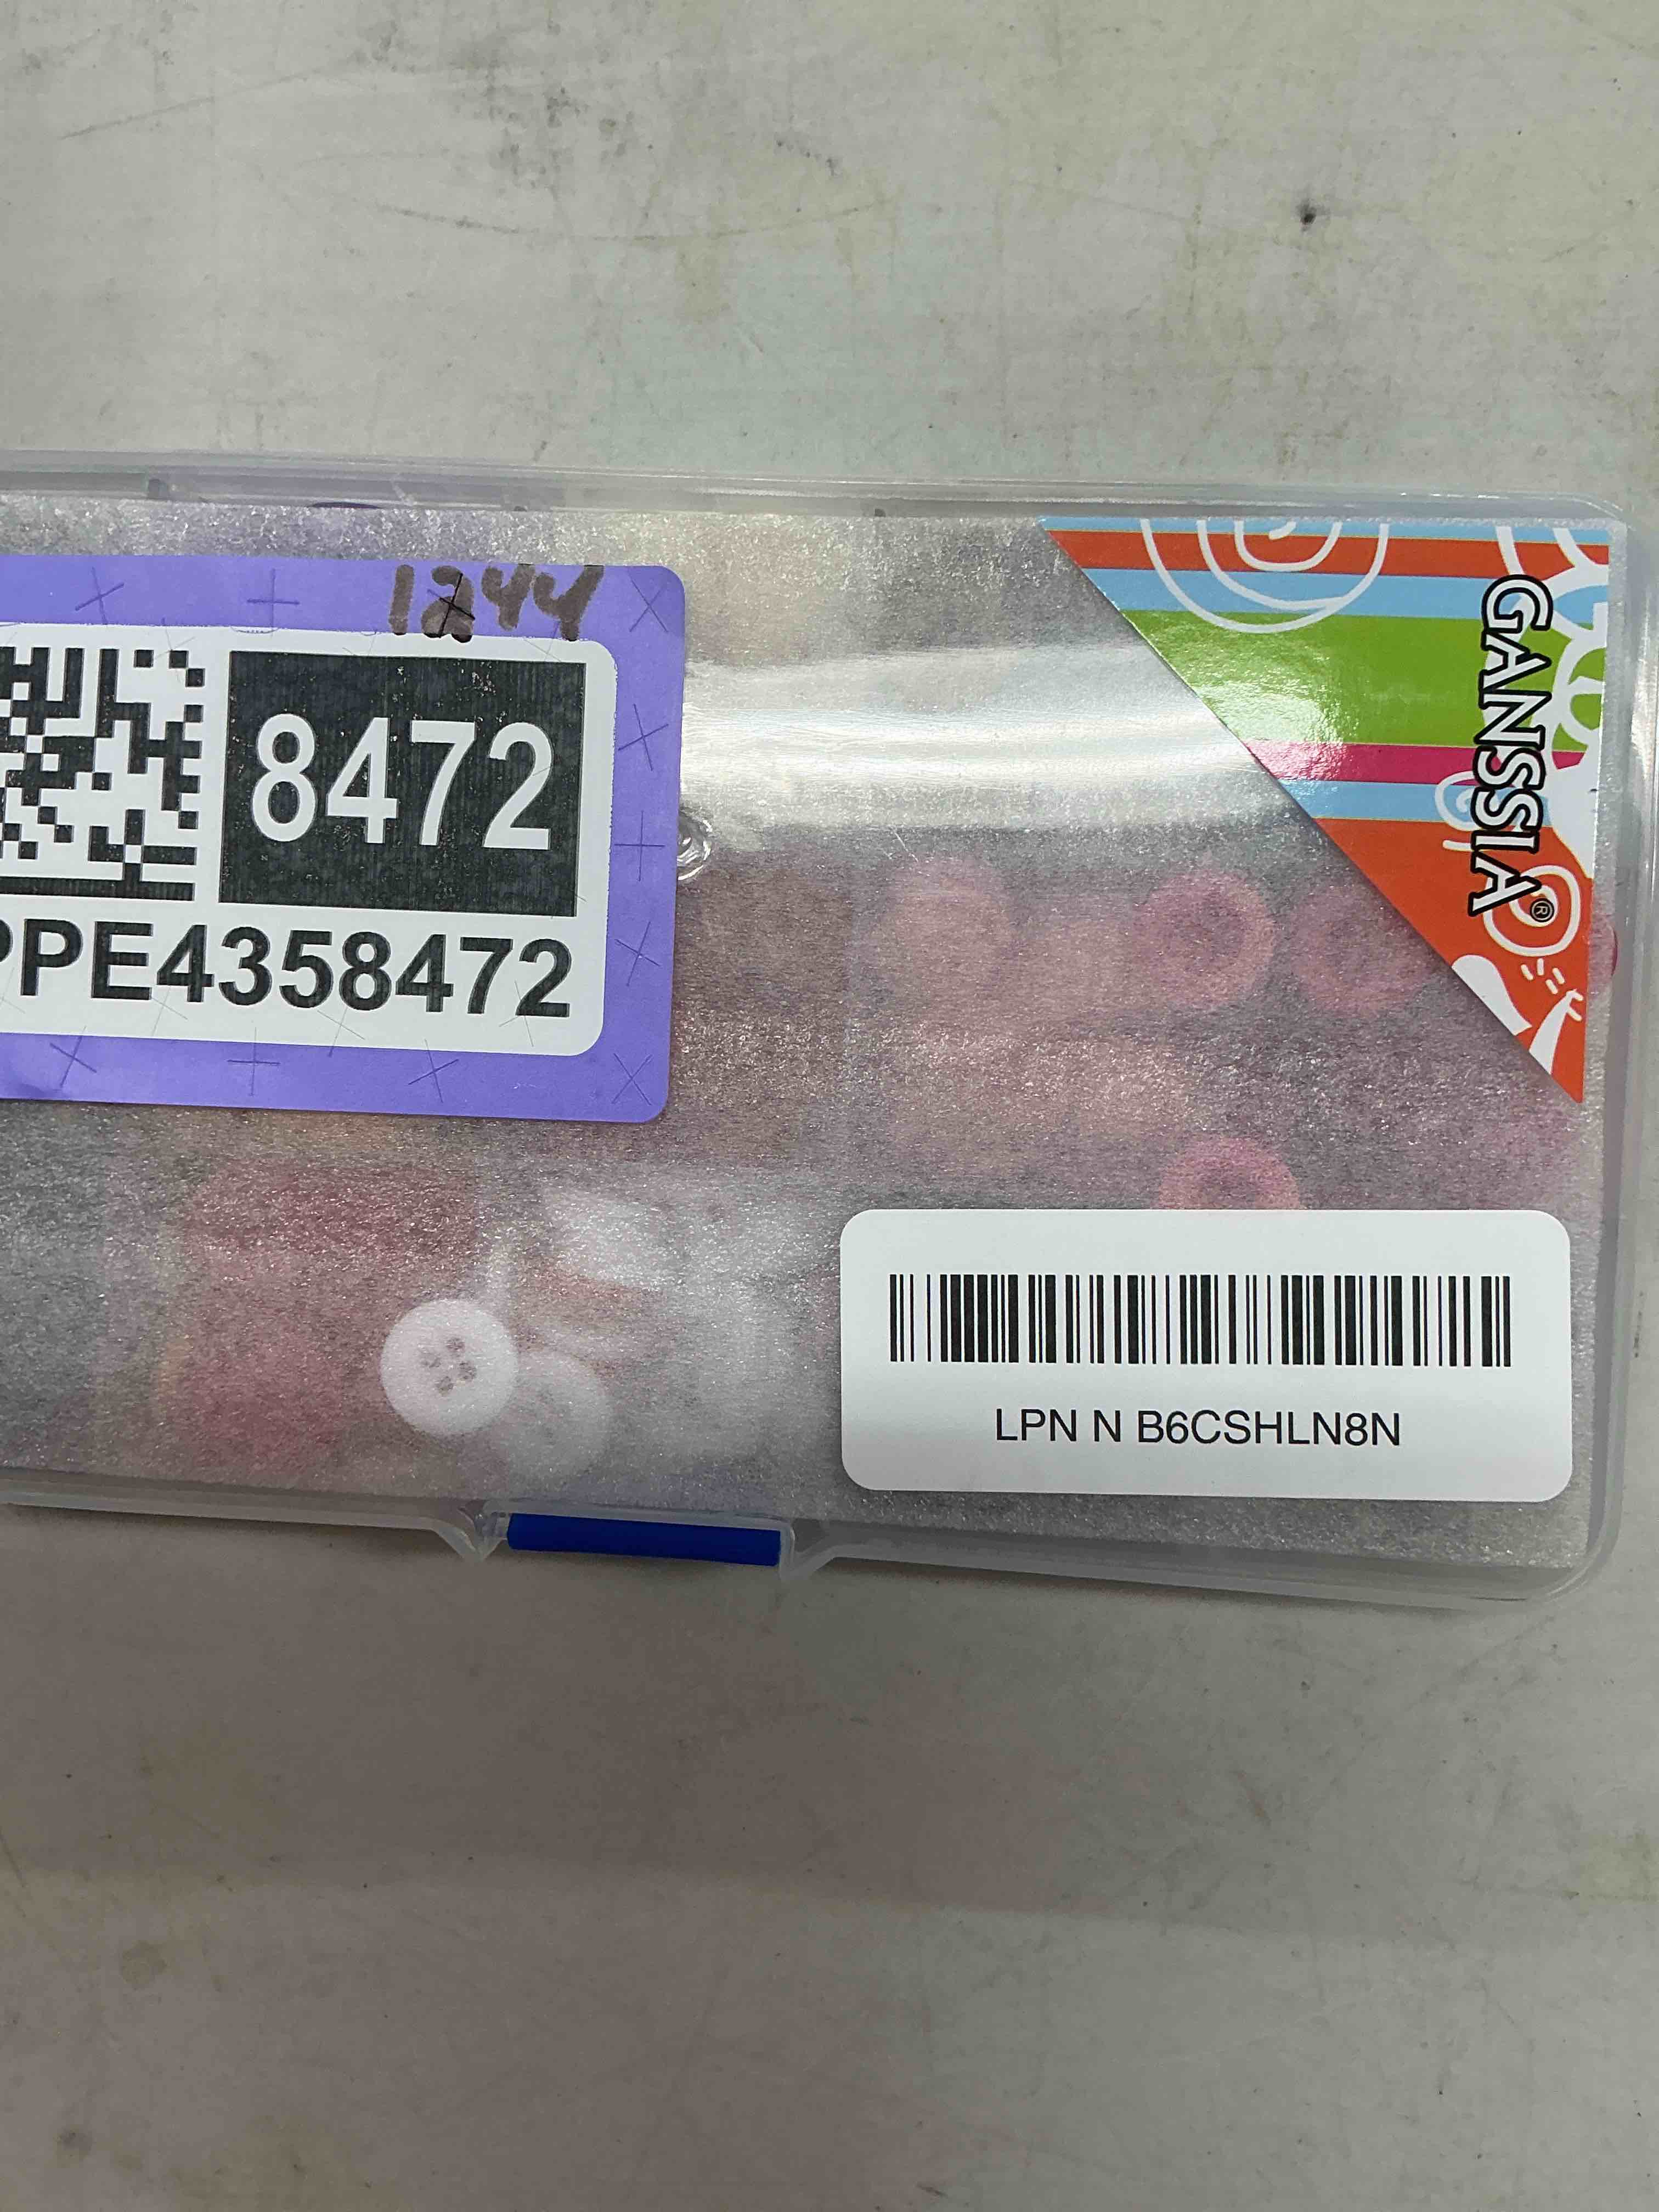 1244
8472
PPE4358472
GANSSIA®
LPN N B6CSHLN8N